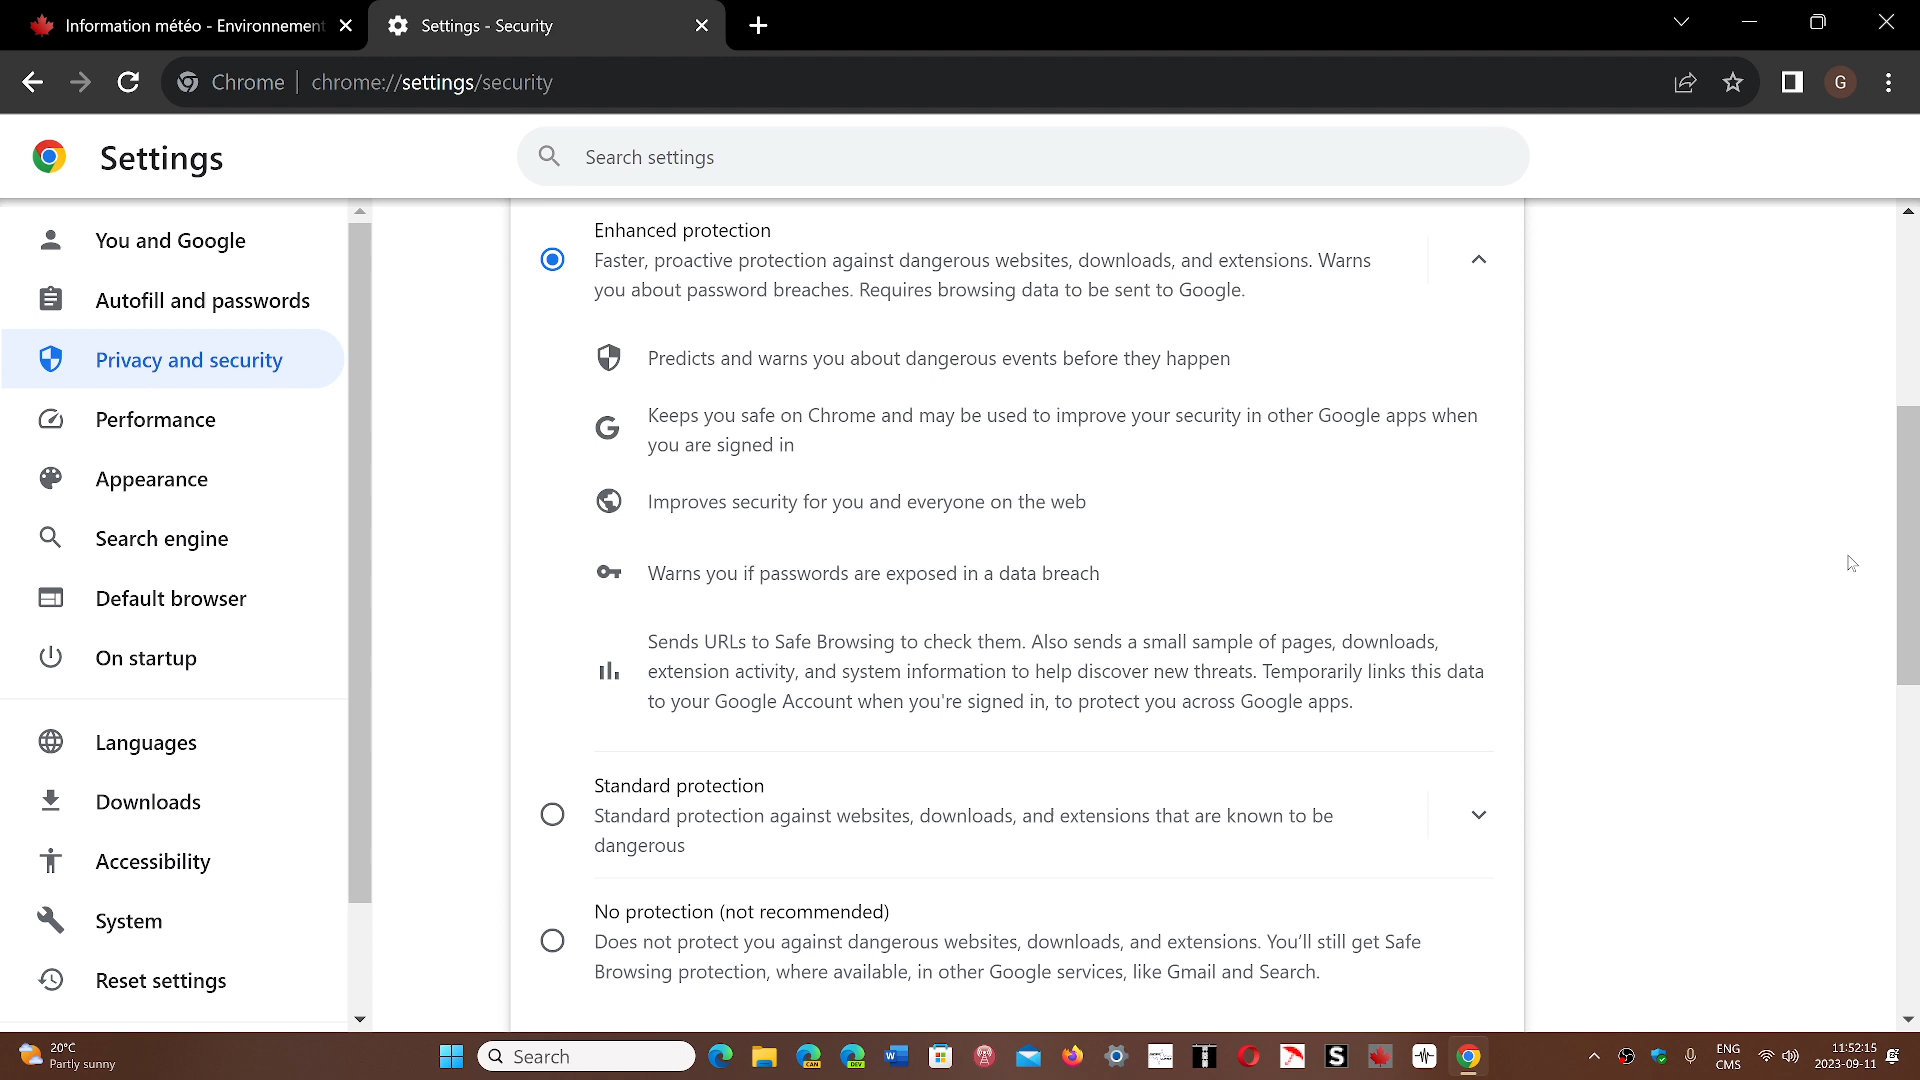 Information météo - Environnement
Settings - Security
Chrome
chrome://settings/security
G
Settings
Search settings
You and Google
Autofill and passwords
Privacy and security
Performance
Appearance
Search engine
Default browser
On startup
Languages
Downloads
Accessibility
System
Reset settings
Enhanced protection
Faster, proactive protection against dangerous websites, downloads, and extensions. Warns
you about password breaches. Requires browsing data to be sent to Google.
Predicts and warns you about dangerous events before they happen
Keeps you safe on Chrome and may be used to improve your security in other Google apps when
you are signed in
Improves security for you and everyone on the web
Warns you if passwords are exposed in a data breach
Sends URLs to Safe Browsing to check them. Also sends a small sample of pages, downloads,
extension activity, and system information to help discover new threats. Temporarily links this data
to your Google Account when you're signed in, to protect you across Google apps.
Standard protection
Standard protection against websites, downloads, and extensions that are known to be
dangerous
No protection (not recommended)
Does not protect you against dangerous websites, downloads, and extensions. You'll still get Safe
Browsing protection, where available, in other Google services, like Gmail and Search.
20°C
Partly sunny
Search
CAN
DEV
W
S
ENG
CMS
11:52:15
2023-09-11